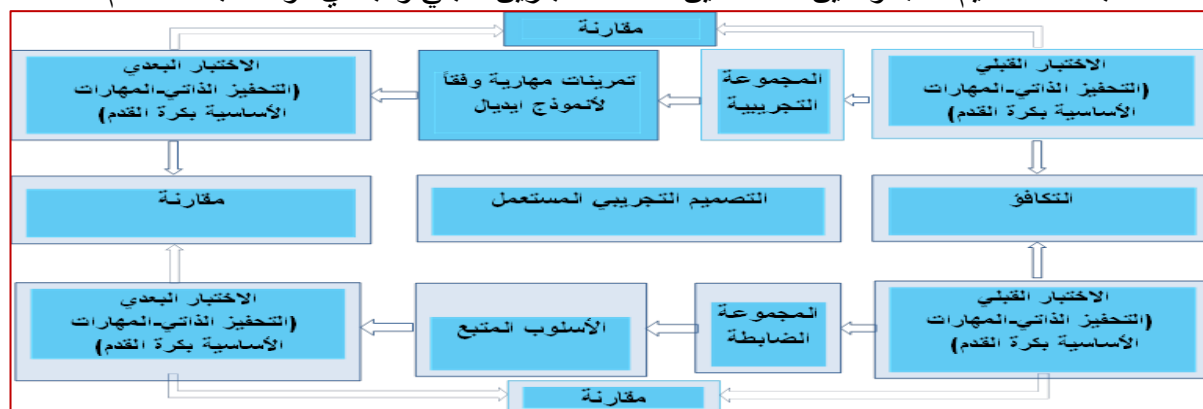 مقارنة
الاختبار القبلي
(التحفيز الذاتي-المهارات
الأساسية بكرة القدم)
المجموعة
التجريبية
تمرينات مهارية وفقاً
لأنموذج ايديال
الاختبار البعدي
(التحفيز الذاتي-المهارات
الأساسية بكرة القدم)
التكافؤ
التصميم التجريبي المستعمل
مقارنة
الاختبار القبلي
(التحفيز الذاتي-المهارات
الأساسية بكرة القدم)
المجموعة
الضابطة
الأسلوب المتبع
الاختبار البعدي
(التحفيز الذاتي-المهارات
الأساسية بكرة القدم)
مقارنة